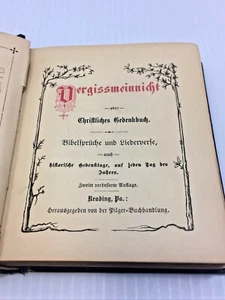 Vergissmeinnicht
— oder —
Christliches Gedenkbuch.
Bibelsprüche und Liederverse,
— auch —
historische Gedenktage, auf jeden Tag des
Jahres.
Zweite verbesserte Auflage.
Reading, Pa.:
Herausgegeben von der Pilger-Buchhandlung.